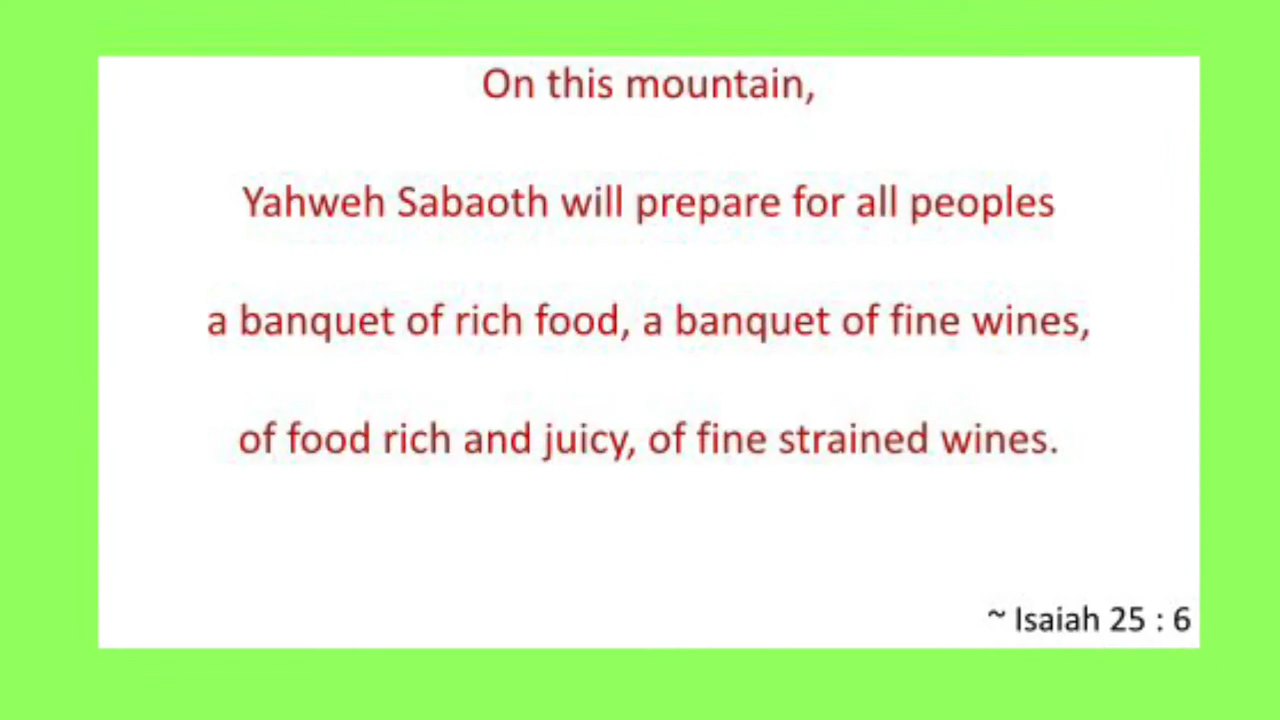 On this mountain,
Yahweh Sabaoth will prepare for all peoples
a banquet of rich food, a banquet of fine wines,
of food rich and juicy, of fine strained wines.
~ Isaiah 25 : 6